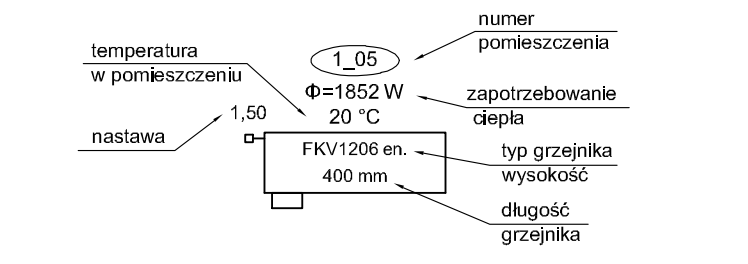 numer
pomieszczenia
temperatura
w pomieszczeniu
1_05
Φ=1852 W
zapotrzebowanie
ciepła
1,50
20 °C
nastawa
FKV1206 en.
typ grzejnika
wysokość
400 mm
długość
grzejnika